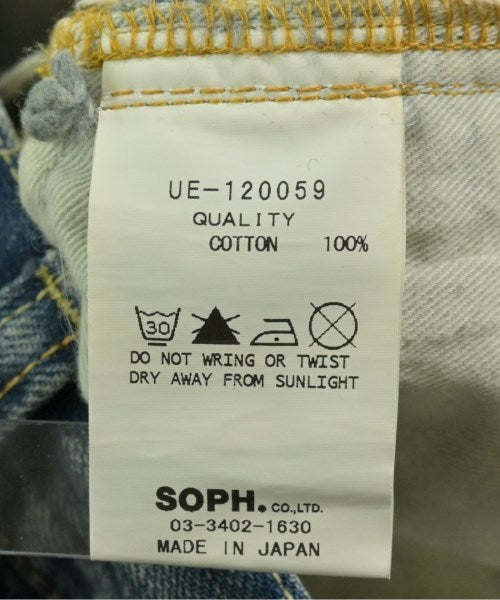 UE-120059
QUALITY
COTTON 100%
30
DO NOT WRING OR TWIST
DRY AWAY FROM SUNLIGHT
SOPH. CO.,LTD.
03-3402-1630
MADE IN JAPAN